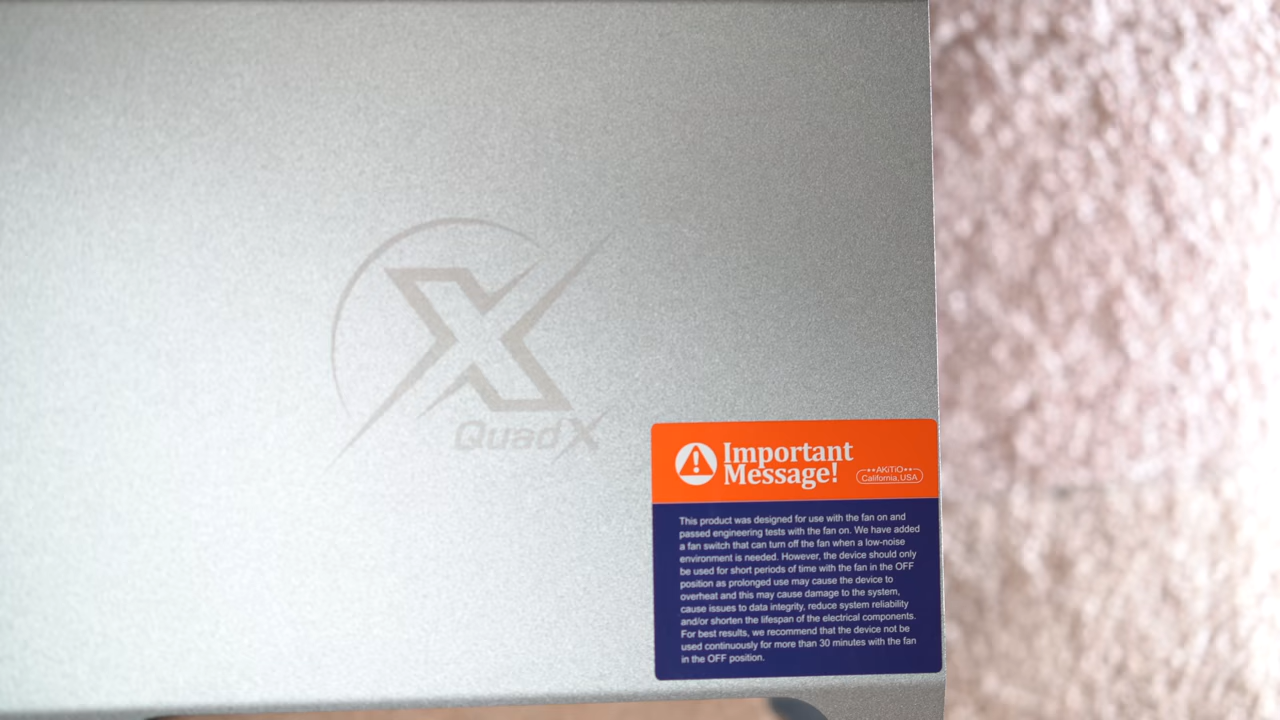 X
QuadX
Important
Message!
AKiTiO
California, USA
This product was designed for use with the fan on and
passed engineering tests with the fan on. We have added
a fan switch that can turn off the fan when a low-noise
environment is needed. However, the device should only
be used for short periods of time with the fan in the OFF
position as prolonged use may cause the device to
overheat and this may cause damage to the system,
cause issues to data integrity, reduce system reliability
and/or shorten the lifespan of the electrical components.
For best results, we recommend that the device not be
used continuously for more than 30 minutes with the fan
in the OFF position.